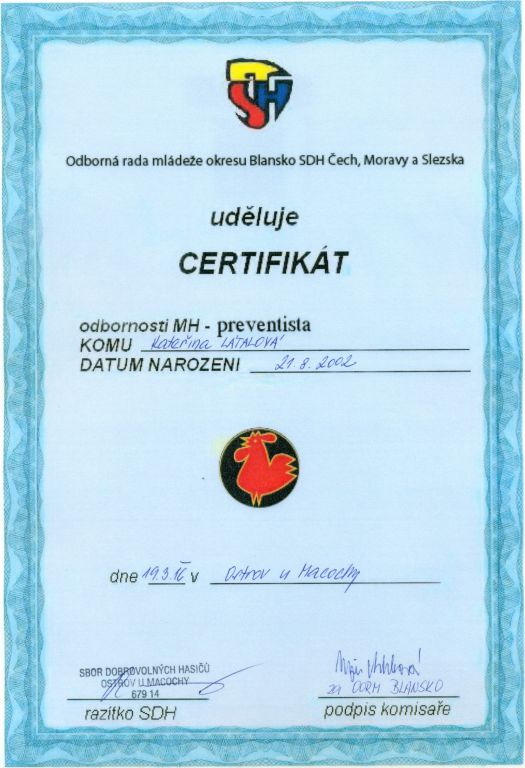 STH
Odborná rada mládeže okresu Blansko SDH Čech, Moravy a Slezska
uděluje
CERTIFIKÁT
odbornosti MH - preventista
KOMU Kateřina LATALOVÁ
DATUM NAROZENI 21.8.2002
dne 19.3.16 v Ostrov u Macochy
SBOR DOBROVOLNÝCH HASIČŮ
OSTROV U MACOCHY
679 14
razítko SDH
za OORM BLANSKO
podpis komisaře